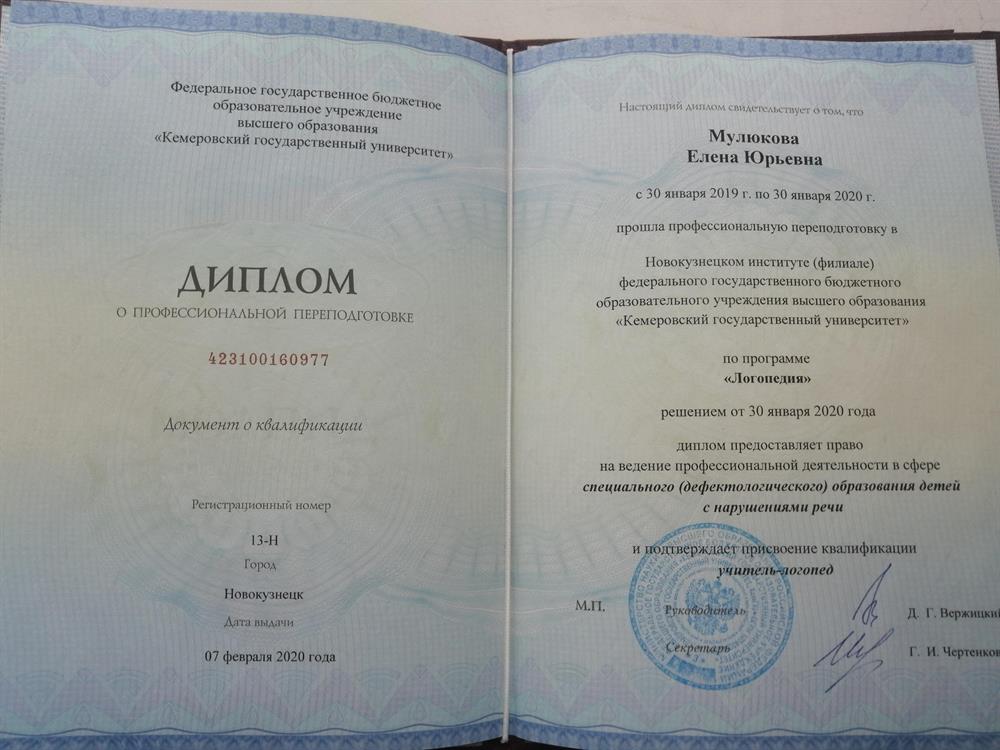 Федеральное государственное бюджетное
образовательное учреждение
высшего образования
«Кемеровский государственный университет»
ДИПЛОМ
О ПРОФЕССИОНАЛЬНОЙ ПЕРЕПОДГОТОВКЕ
423100160977
Документ о квалификации
Регистрационный номер
13-Н
Город
Новокузнецк
Дата выдачи
07 февраля 2020 года
Настоящий диплом свидетельствует о том, что
Мулюкова
Елена Юрьевна
с 30 января 2019 г. по 30 января 2020 г.
прошла профессиональную переподготовку в
Новокузнецком институте (филиале)
федерального государственного бюджетного
образовательного учреждения высшего образования
«Кемеровский государственный университет»
по программе
«Логопедия»
решением от 30 января 2020 года
диплом предоставляет право
на ведение профессиональной деятельности в сфере
специального (дефектологического) образования детей
с нарушениями речи
и подтверждает присвоение квалификации
учитель-логопед
М.П.
Руководитель
Д. Г. Вержицкий
Секретарь
Г. И. Чертенков